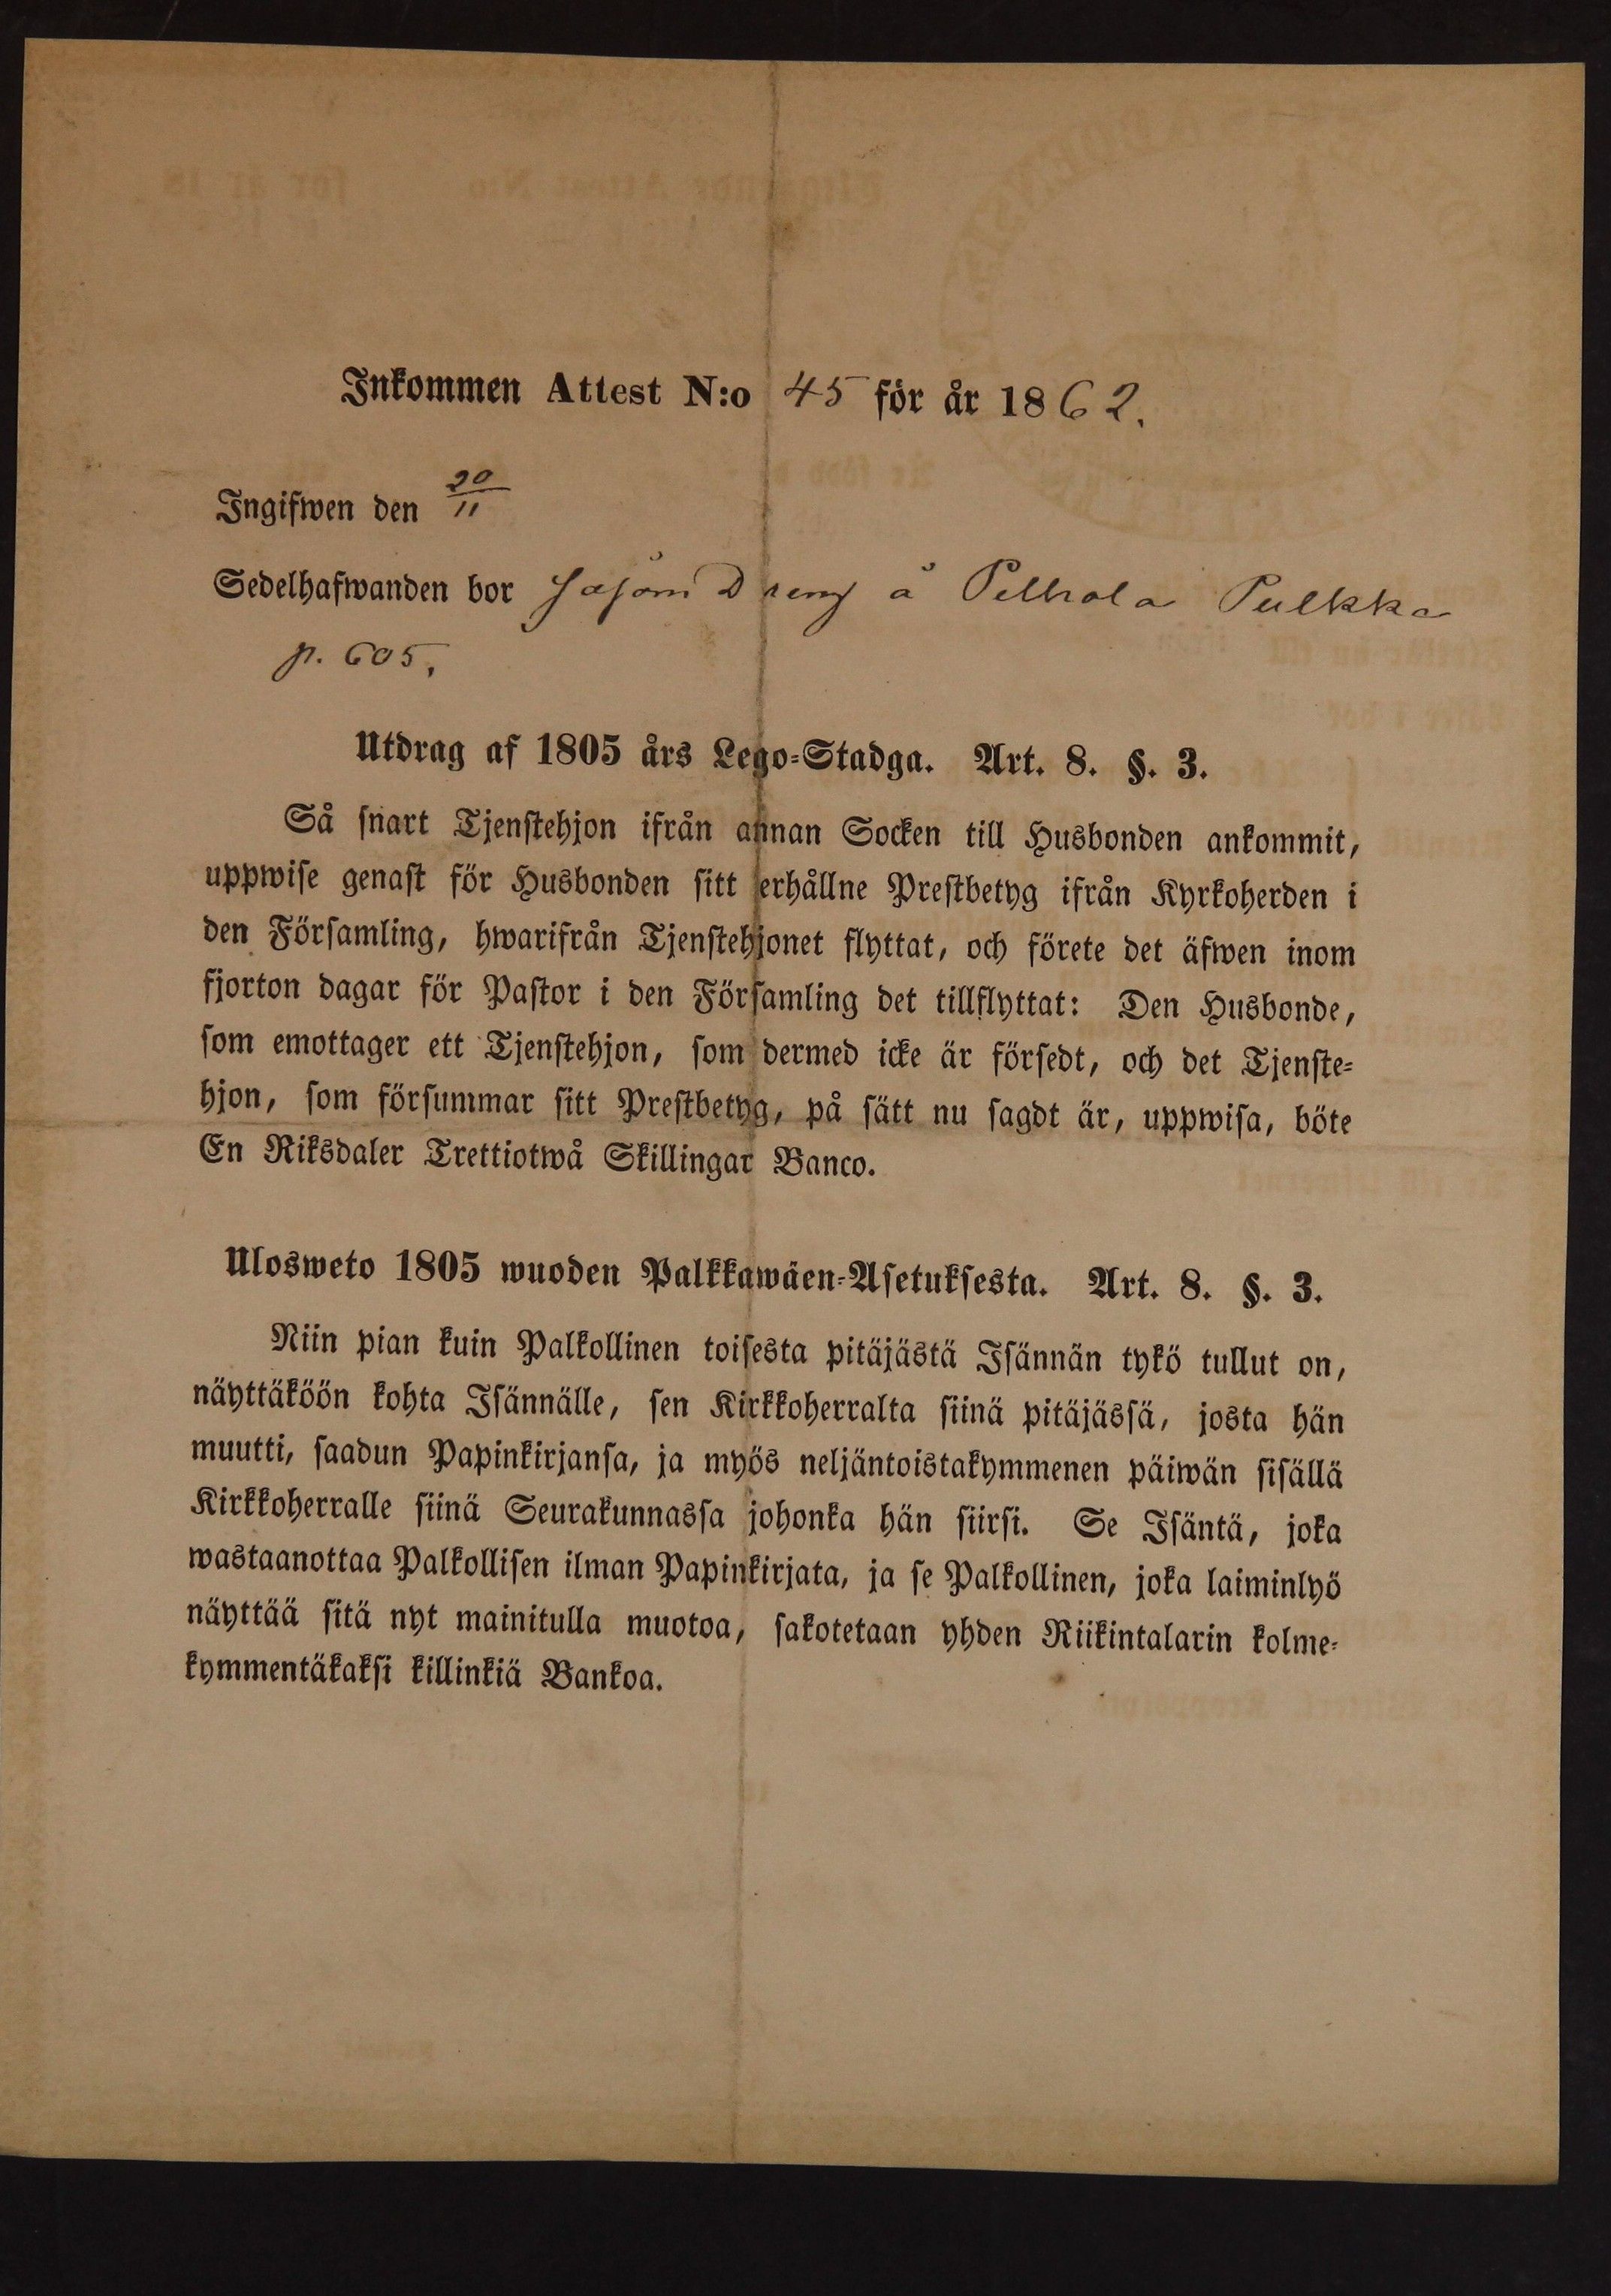 Inkommen Attest N:o 45 för år 1862.
Ingifwen den 20/11
Sedelhafwanden bor såsom Dreng å Pelkola Pulkka
p. 605.
Utdrag af 1805 års Lego-Stadga. Art. 8. §. 3.
Så snart Tjenstehjon ifrån annan Socken till Husbonden ankommit,
uppwise genast för Husbonden sitt erhållne Prestbetyg ifrån Kyrkoherden i
den Församling, hwarifrån Tjenstehjonet flyttat, och förete det äfwen inom
fjorton dagar för Pastor i den Församling det tillflyttat: Den Husbonde,
som emottager ett Tjenstehjon, som dermed icke är försedt, och det Tjenste-
hjon, som försummar sitt Prestbetyg, på sätt nu sagdt är, uppwisa, böte
En Riksdaler Trettiotwå Skillingar Banco.
Ulosweto 1805 wuoden Palkkawäen-Asetuksesta. Art. 8. §. 3.
Niin pian kuin Palkollinen toisesta pitäjästä Isännän tykö tullut on,
näyttäköön kohta Isännälle, sen Kirkkoherralta siinä pitäjässä, josta hän
muutti, saadun Papinkirjansa, ja myös neljäntoistakymmenen päiwän sisällä
Kirkkoherralle siinä Seurakunnassa johonka hän siirsi. Se Isäntä, joka
wastaanottaa Palkollisen ilman Papinkirjata, ja se Palkollinen, joka laiminlyö
näyttää sitä nyt mainitulla muotoa, sakotetaan yhden Riikintalarin kolme-
kymmentäkaksi killinkiä Bankoa.